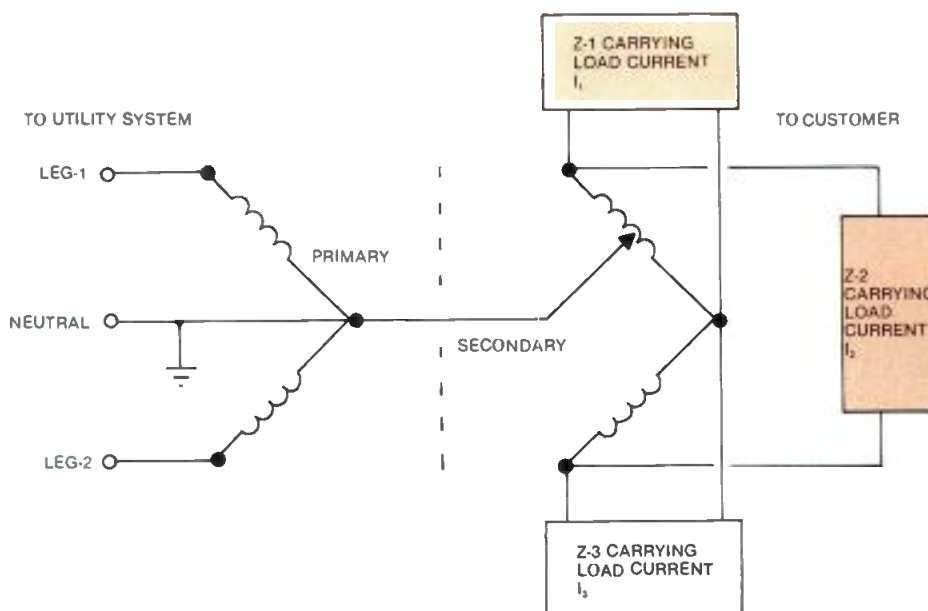 Z-1 CARRYING
LOAD CURRENT
I₁
TO UTILITY SYSTEM
TO CUSTOMER
LEG-1
PRIMARY
NEUTRAL
SECONDARY
Z-2
CARRYING
LOAD
CURRENT
I₂
LEG-2
Z-3 CARRYING
LOAD CURRENT
I₃